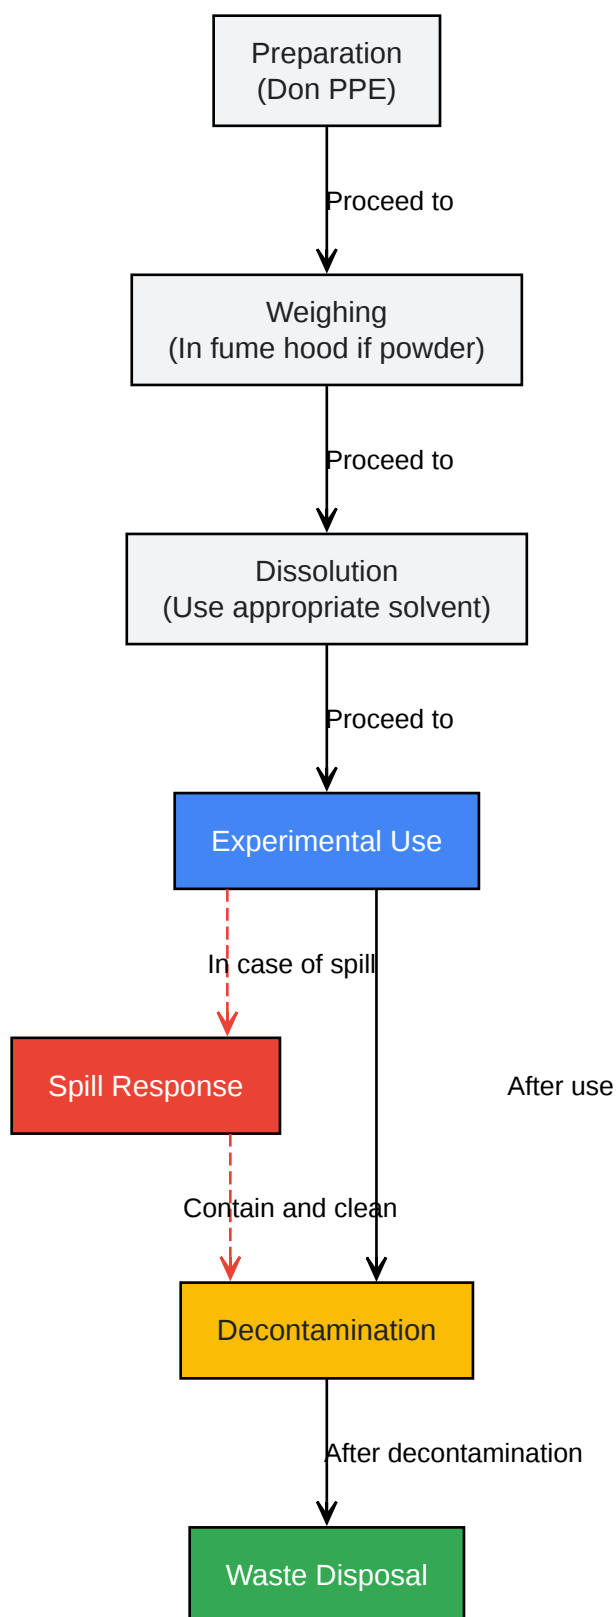 Preparation
(Don PPE)
Proceed to
Weighing
(In fume hood if powder)
Proceed to
Dissolution
(Use appropriate solvent)
Proceed to
Experimental Use
In case of spill
Spill Response
After use
Contain and clean
Decontamination
After decontamination
Waste Disposal